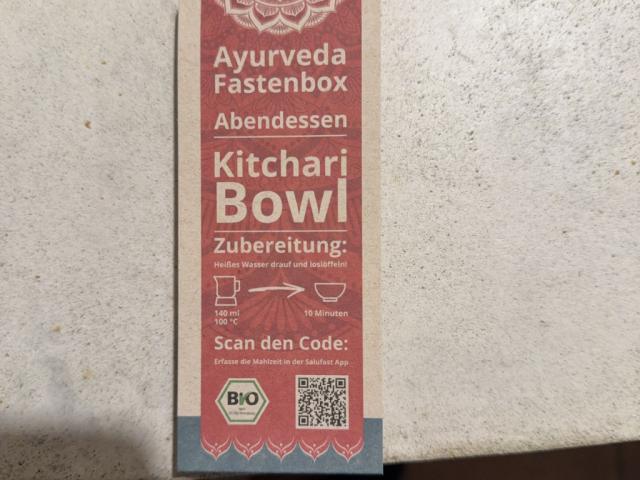 Ayurveda
Fastenbox
Abendessen
Kitchari
Bowl
Zubereitung:
Heißes Wasser drauf und loslöffeln!
140 ml
100 °C
10 Minuten
Scan den Code:
Erfasse die Mahlzeit in der Salufast App
Bio